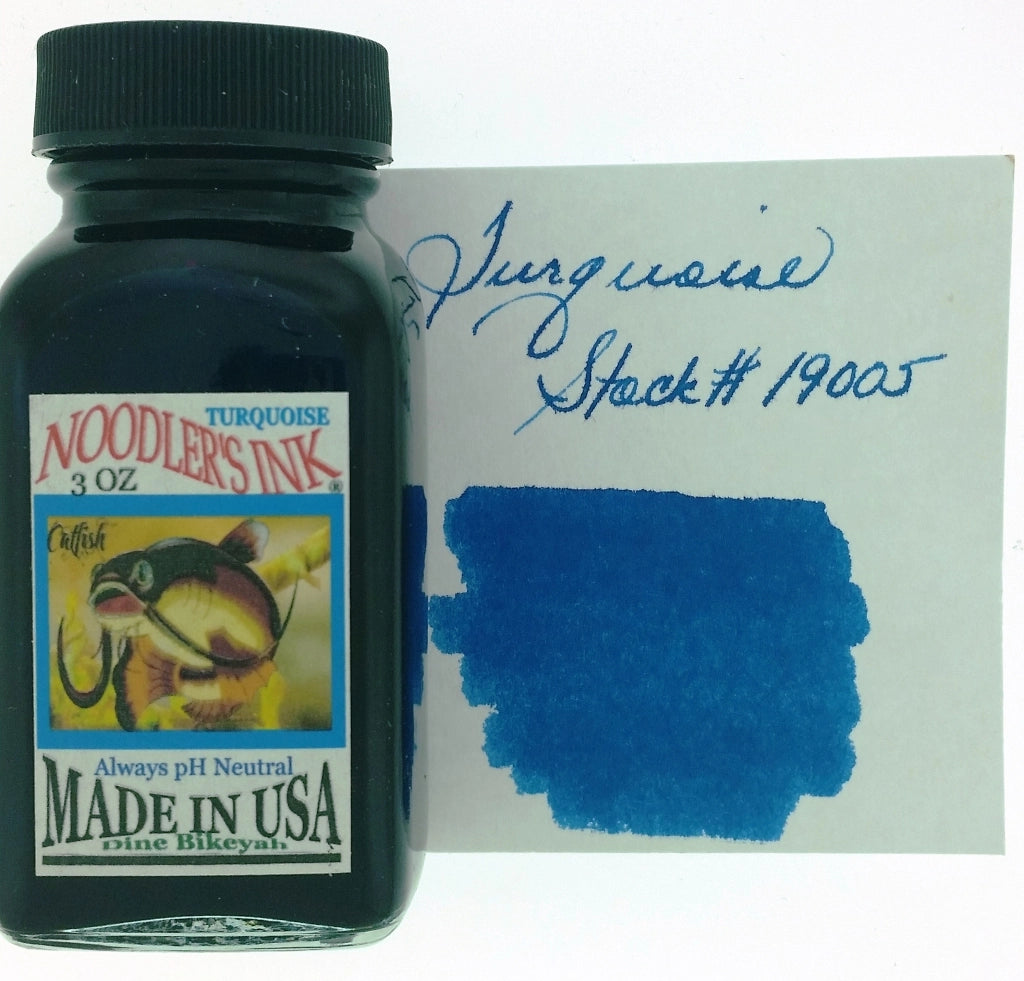 TURQUOISE
NOODLER'S INK®
3 OZ
Catfish
Always pH Neutral
MADE IN USA
Dine Bikeyah
Turquoise
Stock# 19005